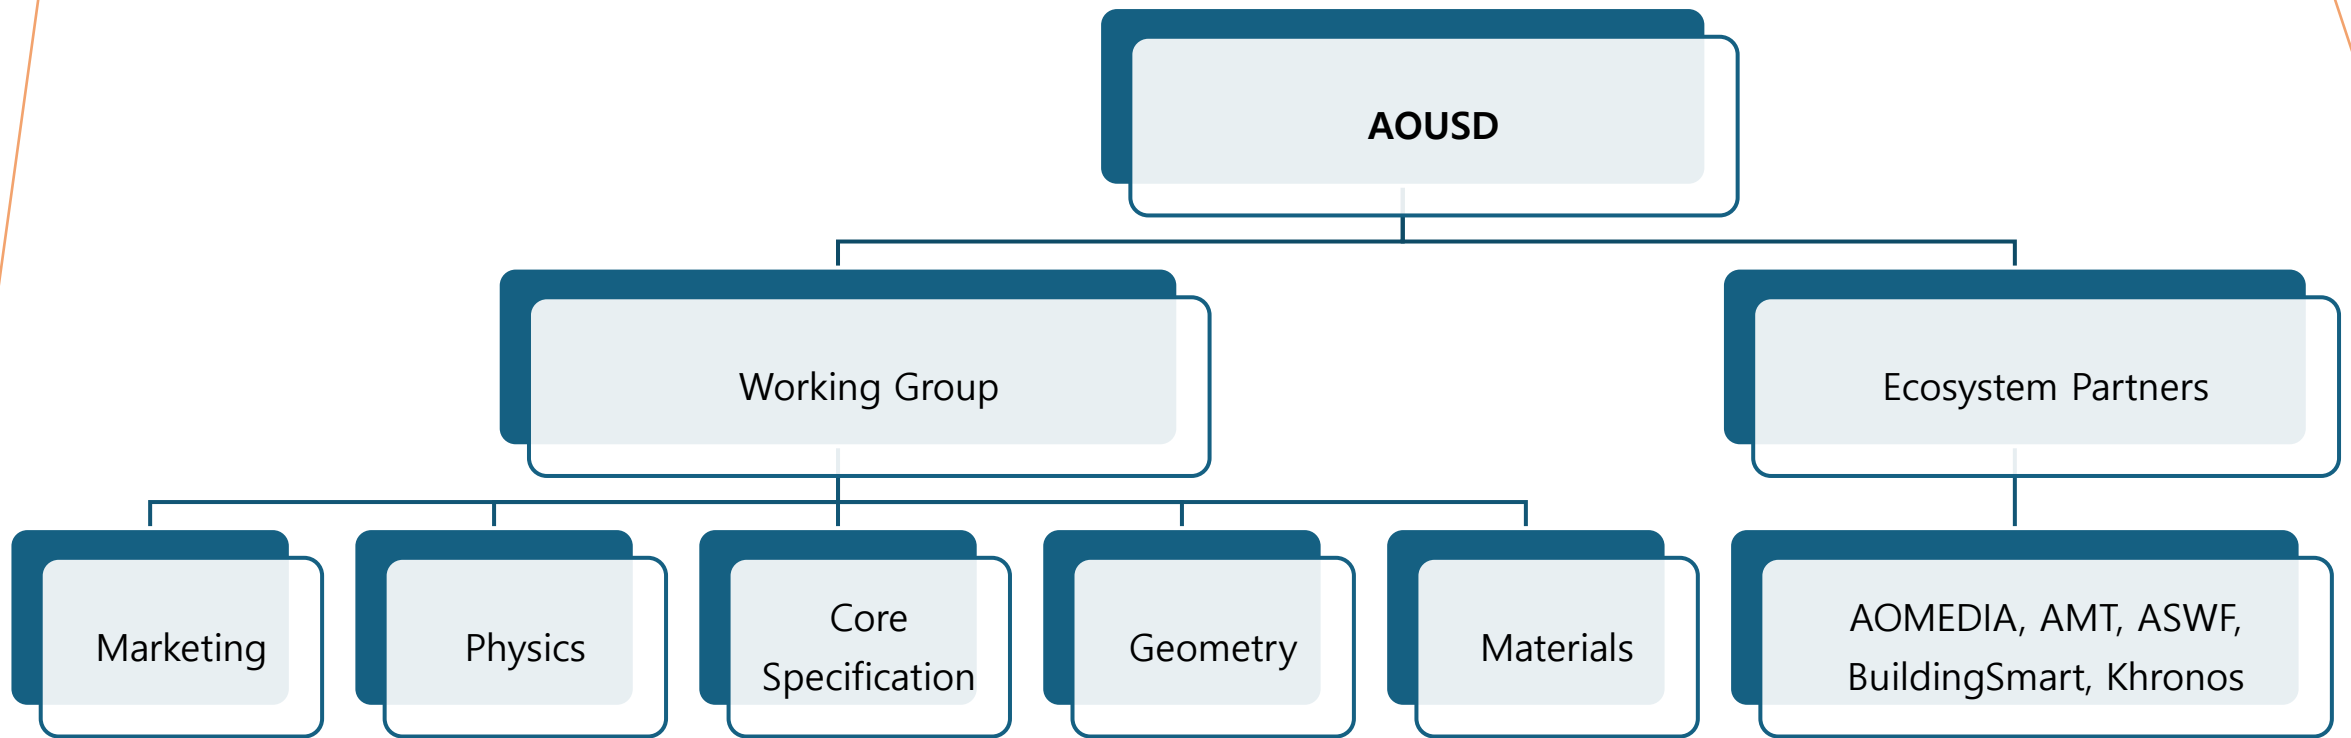 AOUSD
Working Group
Ecosystem Partners
Marketing
Physics
Core
Specification
Geometry
Materials
AOMEDIA, AMT, ASWF,
BuildingSmart, Khronos